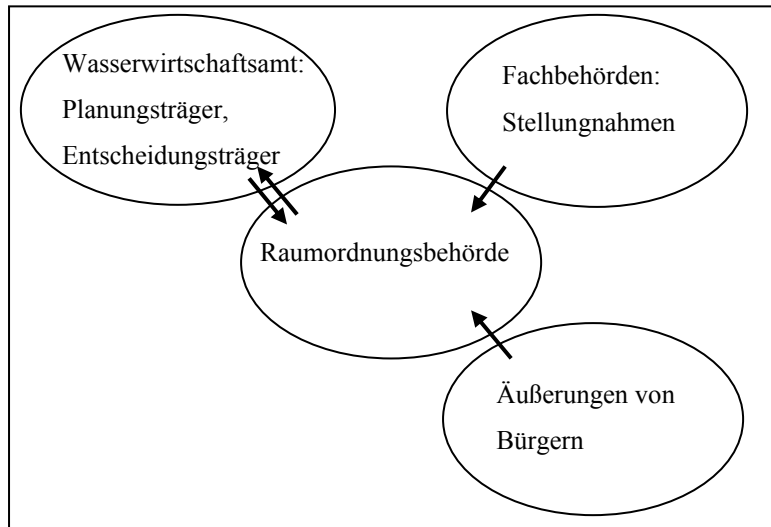 Wasserwirtschaftsamt:
Planungsträger,
Entscheidungsträger
Fachbehörden:
Stellungnahmen
Raumordnungsbehörde
Äußerungen von
Bürgern